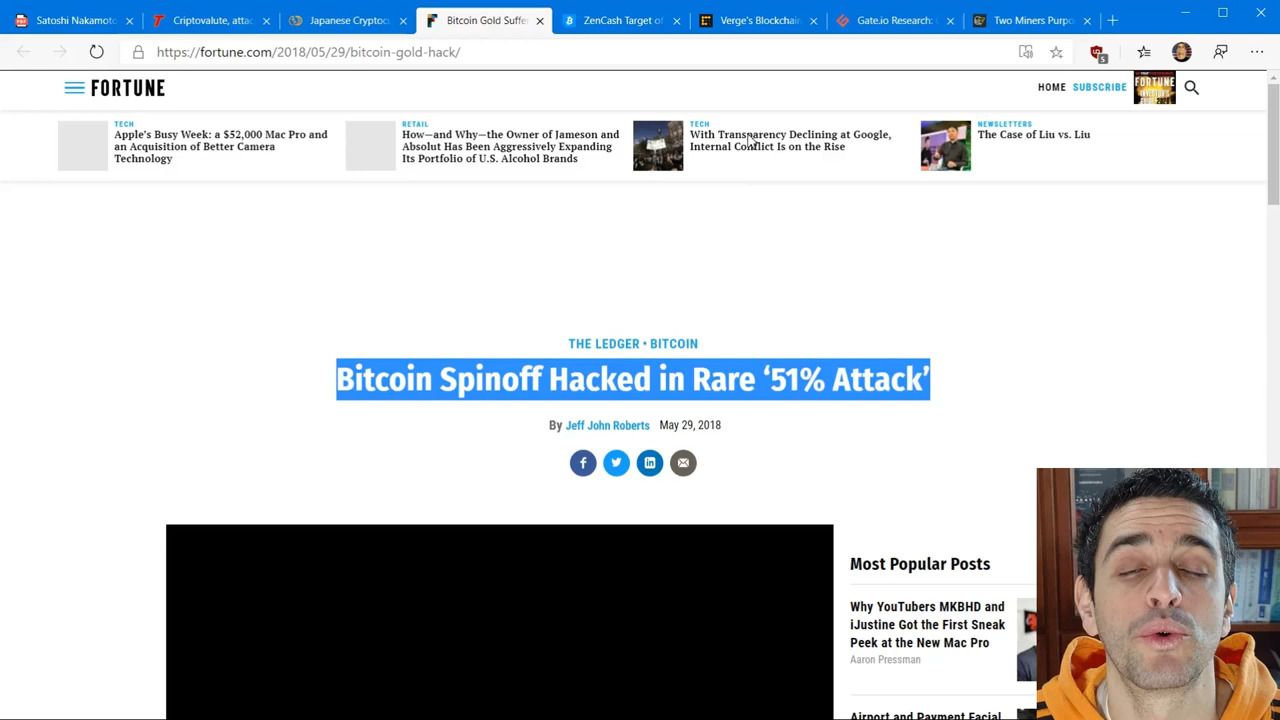 Satoshi Nakamoto
Criptovalute, attac
Japanese Cryptocu
Bitcoin Gold Suffer
ZenCash Target of
Verge's Blockchain
Gate.io Research:
Two Miners Purpo
https://fortune.com/2018/05/29/bitcoin-gold-hack/
5
FORTUNE
HOME
SUBSCRIBE
FORTUNE
TECH
Apple's Busy Week: a $52,000 Mac Pro and
an Acquisition of Better Camera
Technology
RETAIL
How—and Why—the Owner of Jameson and
Absolut Has Been Aggressively Expanding
Its Portfolio of U.S. Alcohol Brands
TECH
With Transparency Declining at Google,
Internal Conflict Is on the Rise
NEWSLETTERS
The Case of Liu vs. Liu
THE LEDGER • BITCOIN
Bitcoin Spinoff Hacked in Rare ‘51% Attack’
By Jeff John Roberts May 29, 2018
Most Popular Posts
Why YouTubers MKBHD and
iJustine Got the First Sneak
Peek at the New Mac Pro
Aaron Pressman
Airport and Payment Facial